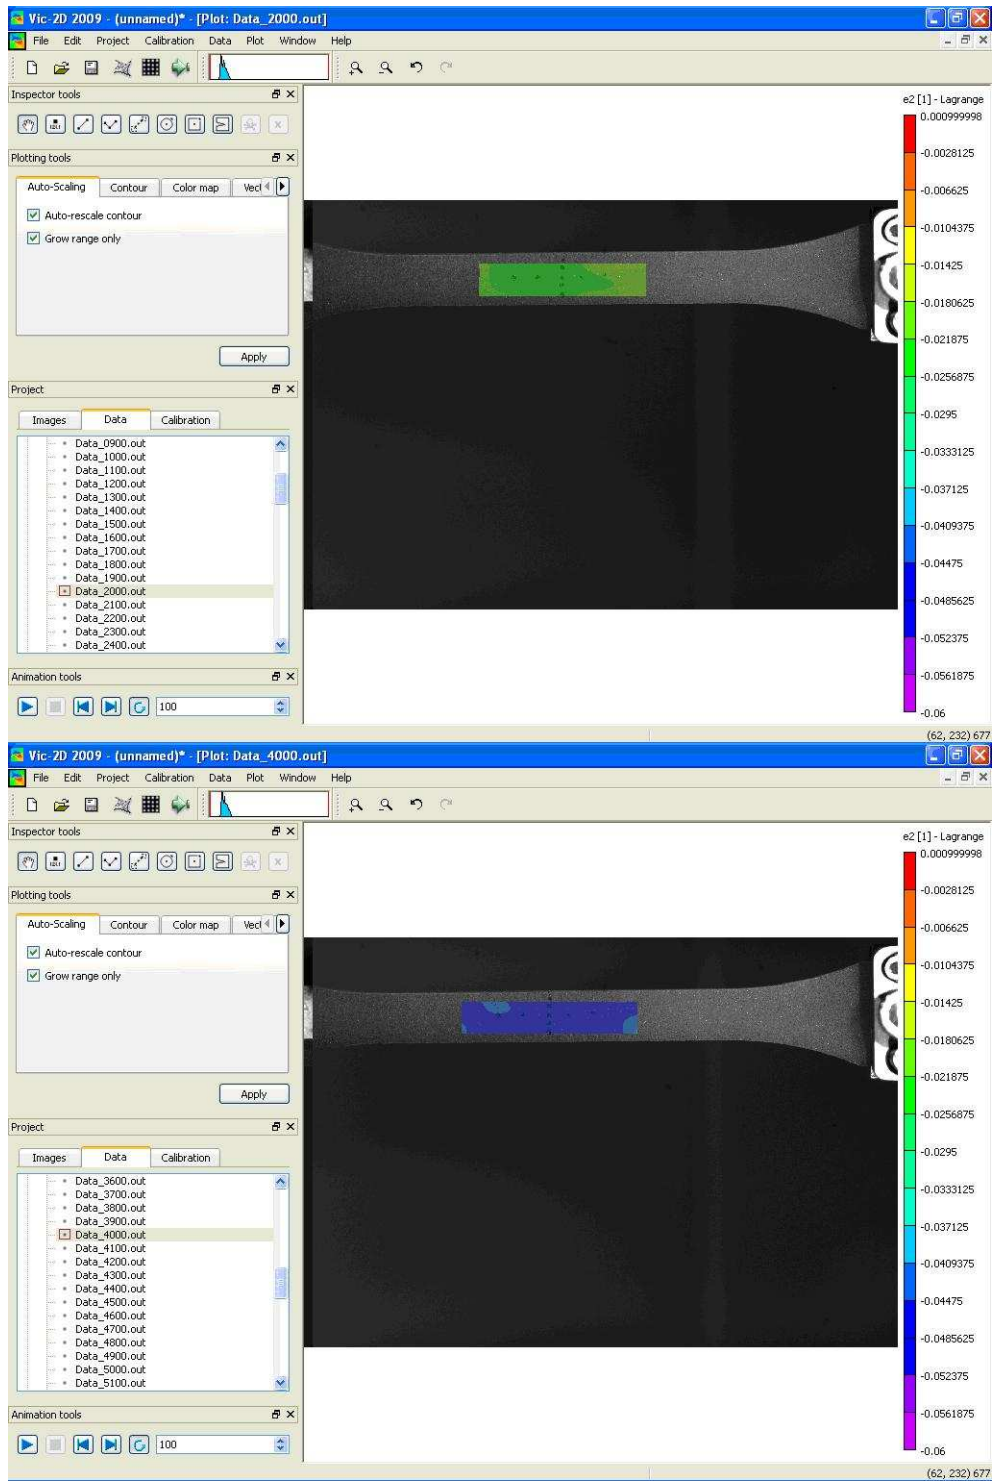 Vic-2D 2009 - (unnamed)* - [Plot: Data_2000.out]
File Edit Project Calibration Data Plot Window Help
Inspector tools
Plotting tools
Auto-Scaling Contour Color map Vect
Auto-rescale contour
Grow range only
Apply
Project
Images Data Calibration
Data_0900.out
Data_1000.out
Data_1100.out
Data_1200.out
Data_1300.out
Data_1400.out
Data_1500.out
Data_1600.out
Data_1700.out
Data_1800.out
Data_1900.out
Data_2000.out
Data_2100.out
Data_2200.out
Data_2300.out
Data_2400.out
Animation tools
100
e2 [1] - Lagrange
0.000999998
-0.0028125
-0.006625
-0.0104375
-0.01425
-0.0180625
-0.021875
-0.0256875
-0.0295
-0.0333125
-0.037125
-0.0409375
-0.04475
-0.0485625
-0.052375
-0.0561875
-0.06
(62, 232) 677
Vic-2D 2009 - (unnamed)* - [Plot: Data_4000.out]
File Edit Project Calibration Data Plot Window Help
Inspector tools
Plotting tools
Auto-Scaling Contour Color map Vect
Auto-rescale contour
Grow range only
Apply
Project
Images Data Calibration
Data_3600.out
Data_3700.out
Data_3800.out
Data_3900.out
Data_4000.out
Data_4100.out
Data_4200.out
Data_4300.out
Data_4400.out
Data_4500.out
Data_4600.out
Data_4700.out
Data_4800.out
Data_4900.out
Data_5000.out
Data_5100.out
Animation tools
100
e2 [1] - Lagrange
0.000999998
-0.0028125
-0.006625
-0.0104375
-0.01425
-0.0180625
-0.021875
-0.0256875
-0.0295
-0.0333125
-0.037125
-0.0409375
-0.04475
-0.0485625
-0.052375
-0.0561875
-0.06
(62, 232) 677